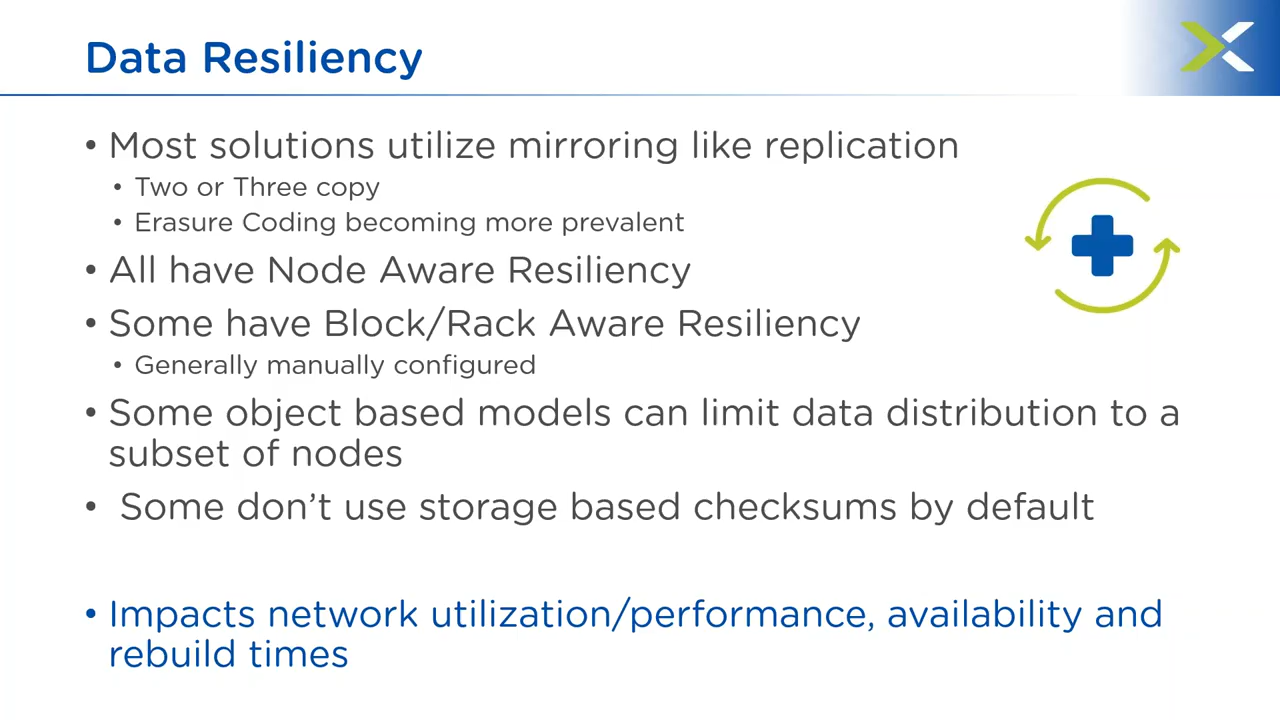 Data Resiliency
• Most solutions utilize mirroring like replication
• Two or Three copy
• Erasure Coding becoming more prevalent
• All have Node Aware Resiliency
• Some have Block/Rack Aware Resiliency
• Generally manually configured
• Some object based models can limit data distribution to a
subset of nodes
• Some don’t use storage based checksums by default
• Impacts network utilization/performance, availability and
rebuild times